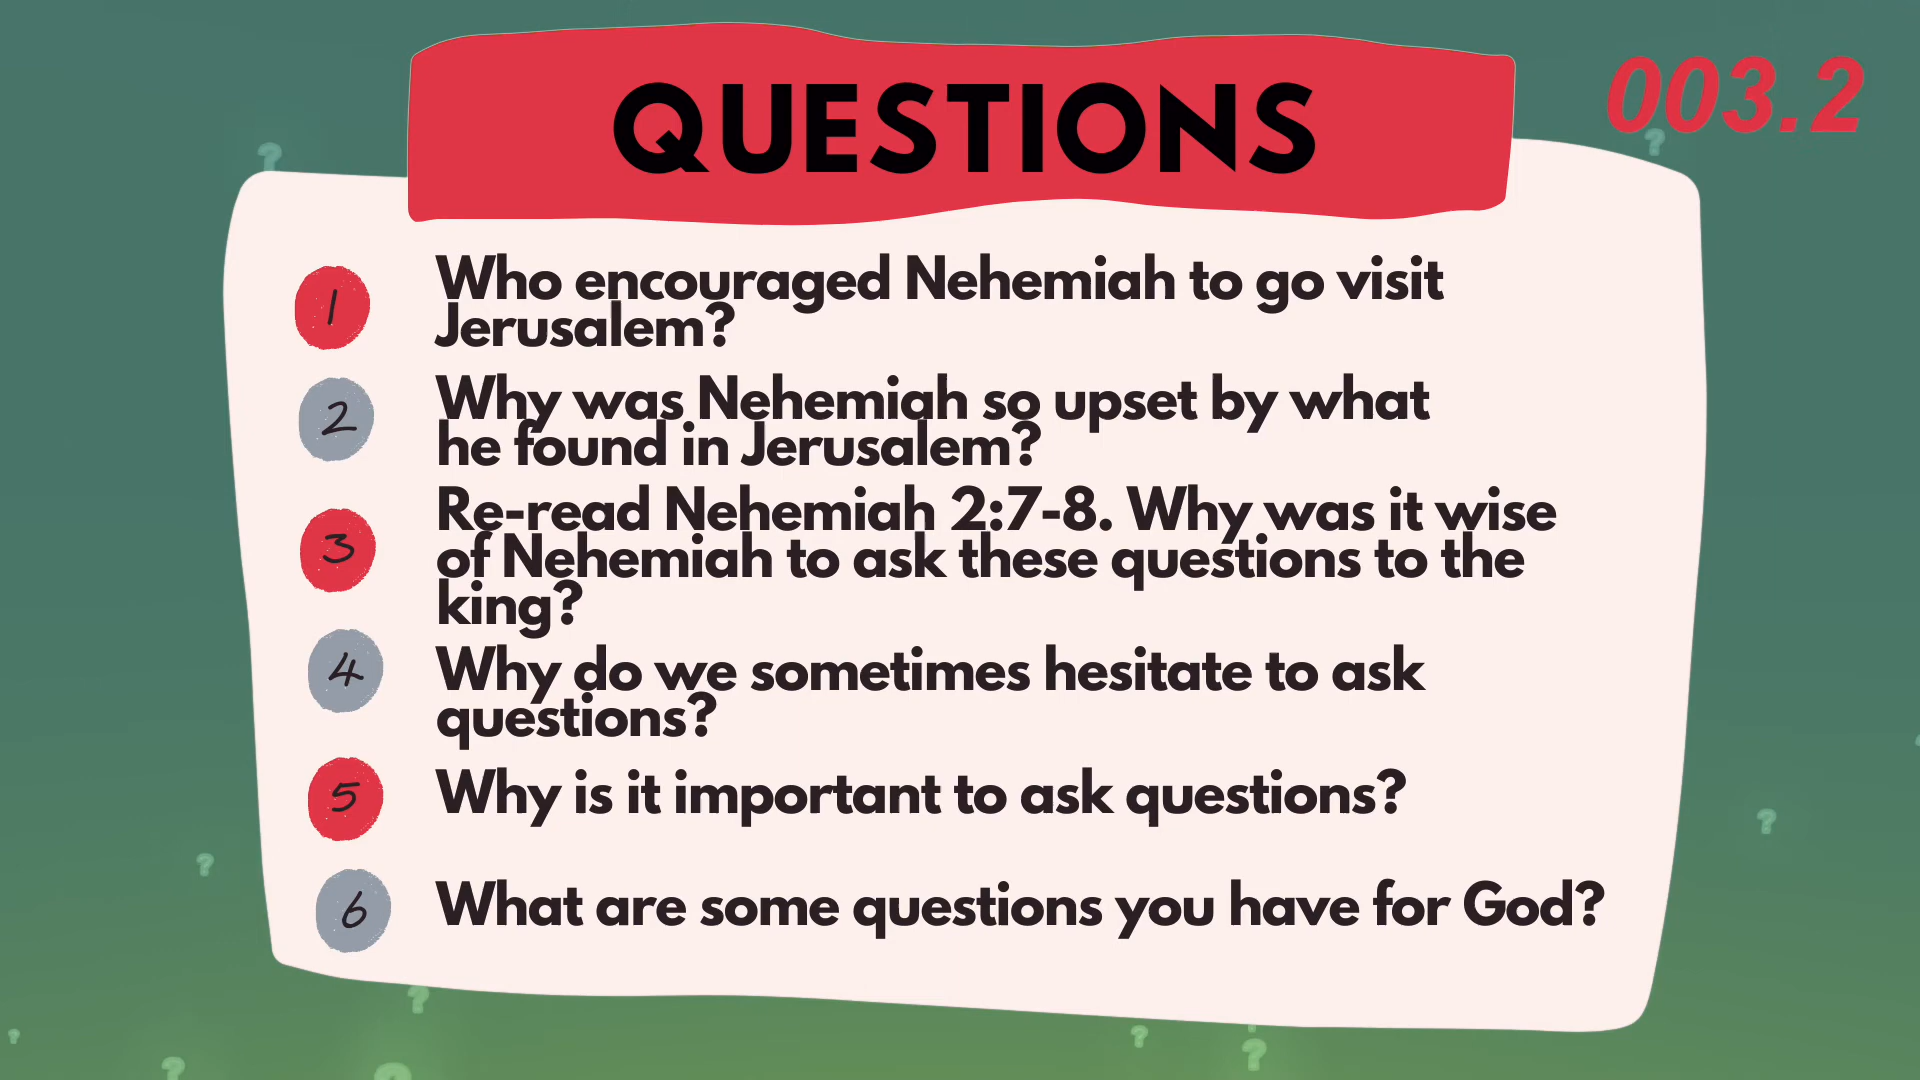 QUESTIONS
003.2
1
Who encouraged Nehemiah to go visit
Jerusalem?
2
Why was Nehemiah so upset by what
he found in Jerusalem?
3
Re-read Nehemiah 2:7-8. Why was it wise
of Nehemiah to ask these questions to the
king?
4
Why do we sometimes hesitate to ask
questions?
5
Why is it important to ask questions?
6
What are some questions you have for God?